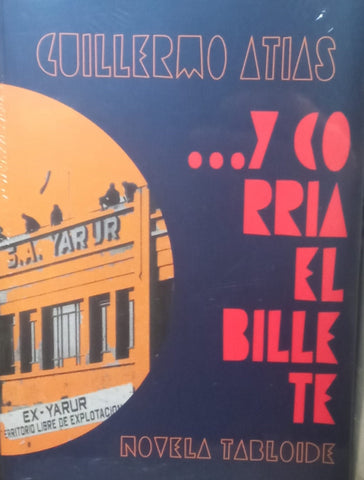 GUILLERMO ATIAS
...Y CO
RRIA
EL
BILLE
TE
S.A. YARUR
EX-YARUR
TERRITORIO LIBRE DE EXPLOTACION
NOVELA TABLOIDE